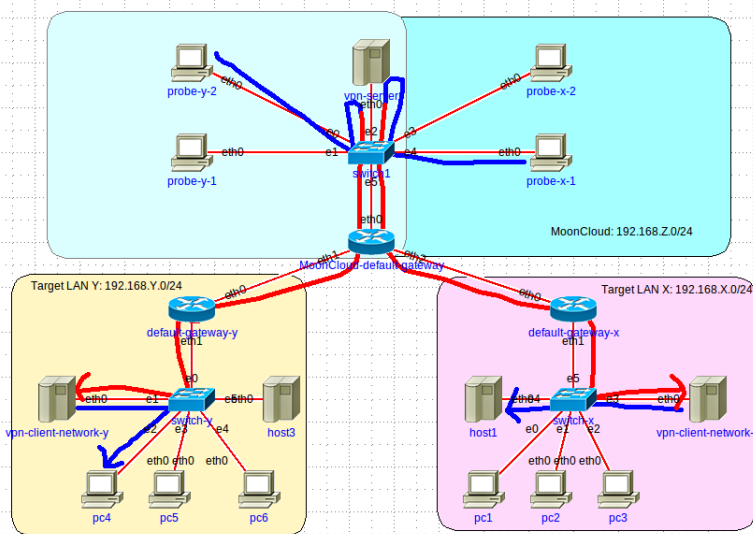 probe-y-2
eth0
vpn-server
eth0
e2
probe-x-2
eth0
e3
probe-y-1
eth0
e1
switch1
e4
eth0
probe-x-1
e5
eth0
MoonCloud: 192.168.Z.0/24
MoonCloud-default-gateway
eth1
eth2
Target LAN Y: 192.168.Y.0/24
eth0
default-gateway-y
eth1
e0
vpn-client-network-y
eth0
e1
switch-y
eth0
host3
e2
e3
e4
eth0
eth0
eth0
pc4
pc5
pc6
Target LAN X: 192.168.X.0/24
eth0
default-gateway-x
eth1
e5
host1
switch-x
e3
eth0
vpn-client-network-
e0
e1
e2
eth0
eth0
eth0
pc1
pc2
pc3